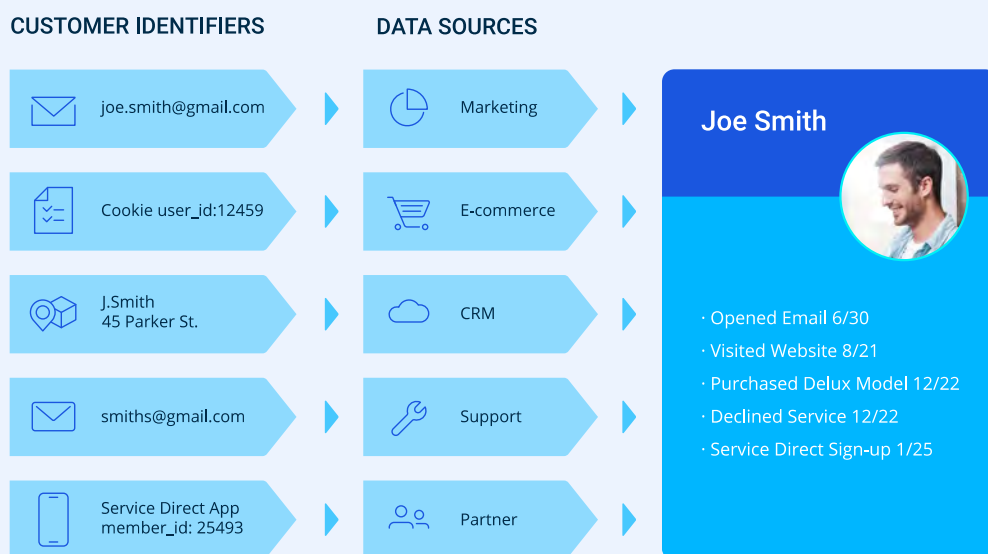 CUSTOMER IDENTIFIERS
DATA SOURCES
joe.smith@gmail.com
Marketing
Cookie user_id:12459
E-commerce
J.Smith
45 Parker St.
CRM
smiths@gmail.com
Support
Service Direct App
member_id: 25493
Partner
Joe Smith
· Opened Email 6/30
· Visited Website 8/21
· Purchased Delux Model 12/22
· Declined Service 12/22
· Service Direct Sign-up 1/25